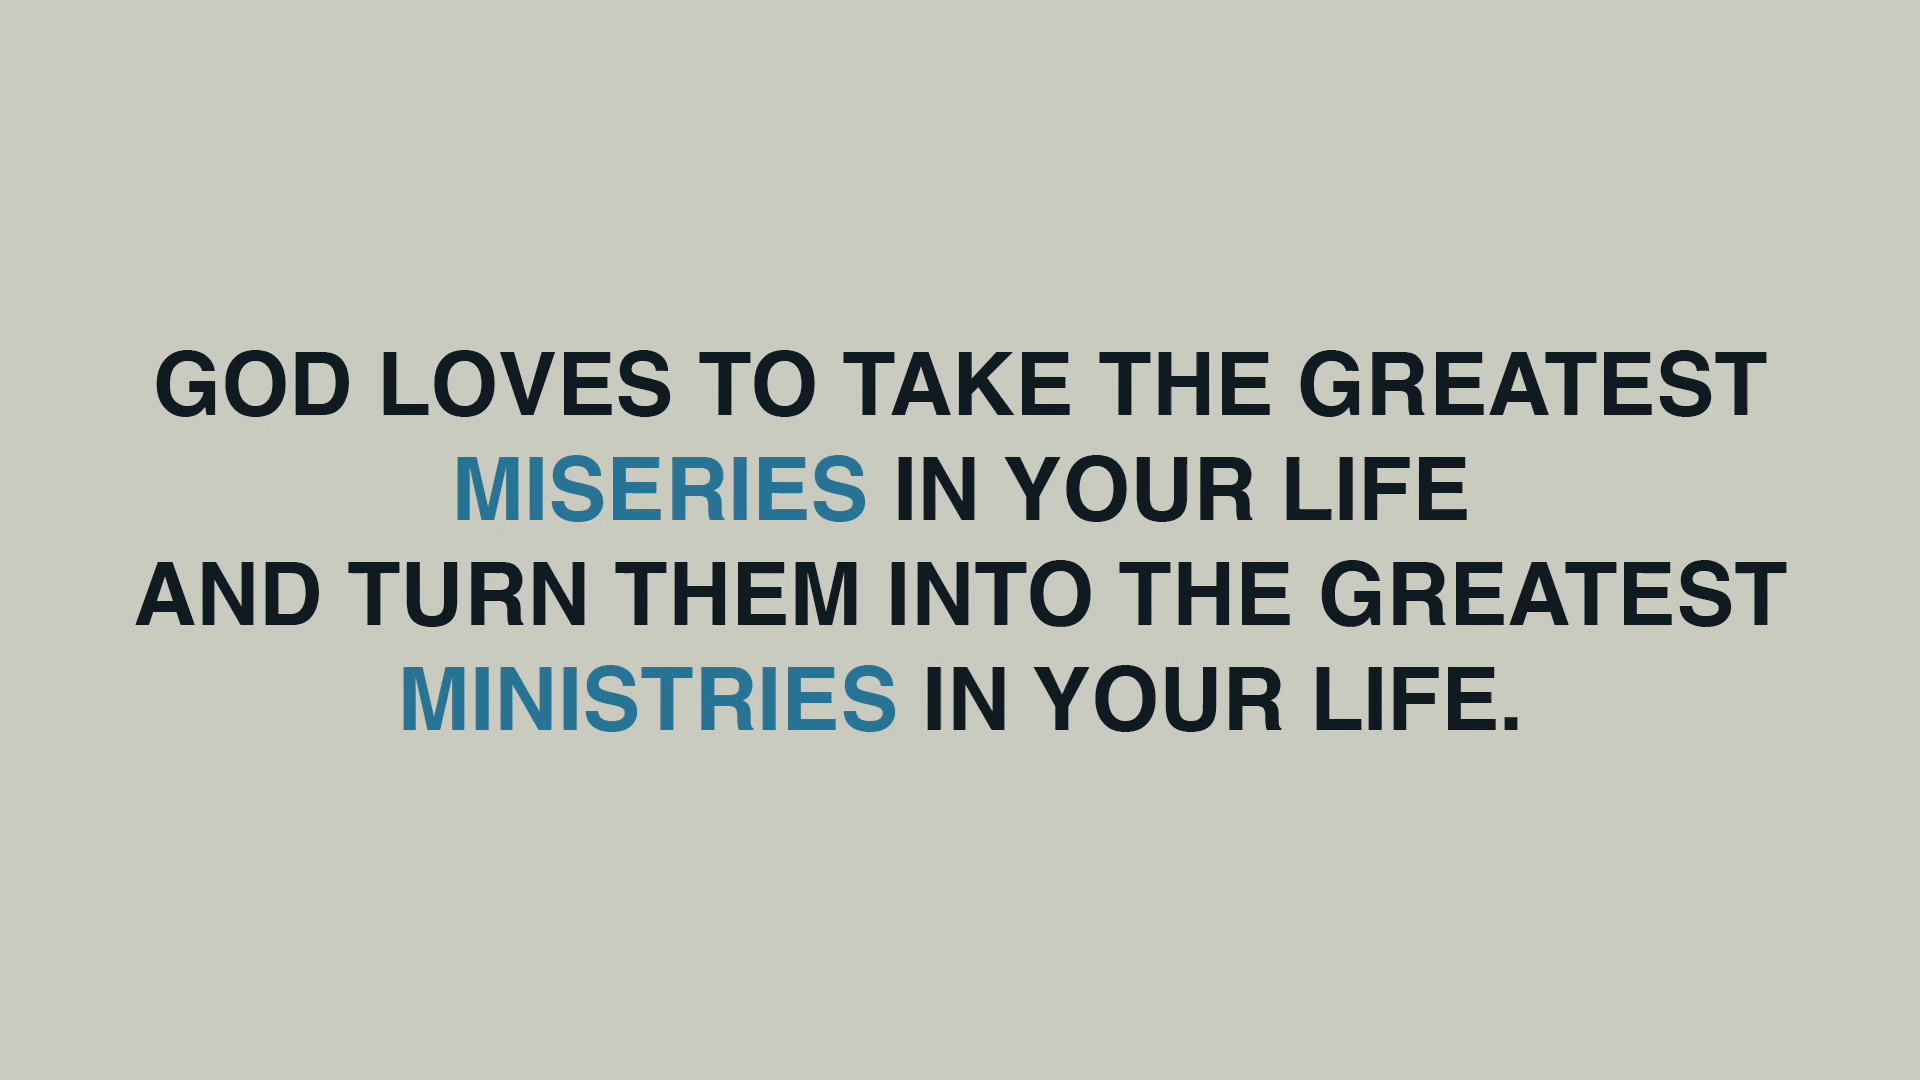 GOD LOVES TO TAKE THE GREATEST
MISERIES IN YOUR LIFE
AND TURN THEM INTO THE GREATEST
MINISTRIES IN YOUR LIFE.